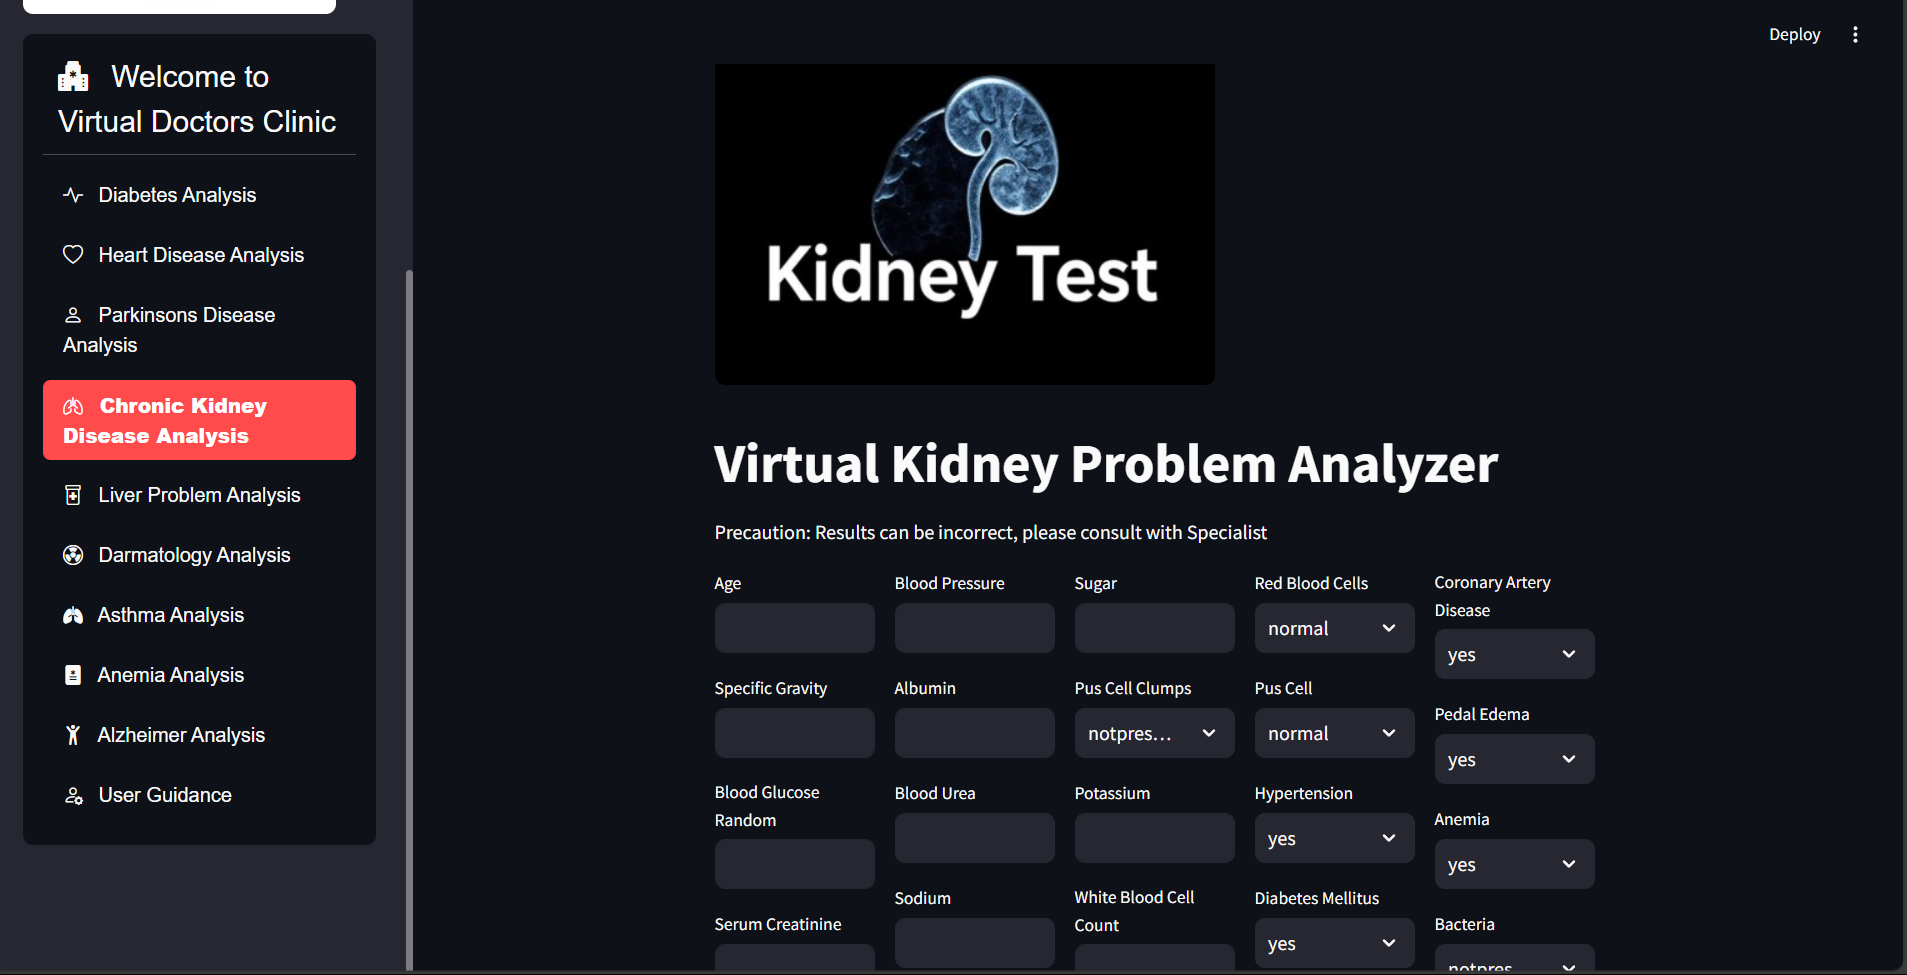 Welcome to
Virtual Doctors Clinic
Diabetes Analysis
Heart Disease Analysis
Parkinsons Disease
Analysis
Chronic Kidney
Disease Analysis
Liver Problem Analysis
Darmatology Analysis
Asthma Analysis
Anemia Analysis
Alzheimer Analysis
User Guidance
Deploy
Kidney Test
Virtual Kidney Problem Analyzer
Precaution: Results can be incorrect, please consult with Specialist
Age
Blood Pressure
Sugar
Red Blood Cells
normal
Coronary Artery
Disease
yes
Specific Gravity
Albumin
Pus Cell Clumps
notpres...
Pus Cell
normal
Pedal Edema
yes
Blood Glucose
Random
Blood Urea
Potassium
Hypertension
yes
Anemia
yes
Serum Creatinine
Sodium
White Blood Cell
Count
Diabetes Mellitus
yes
Bacteria
notpres